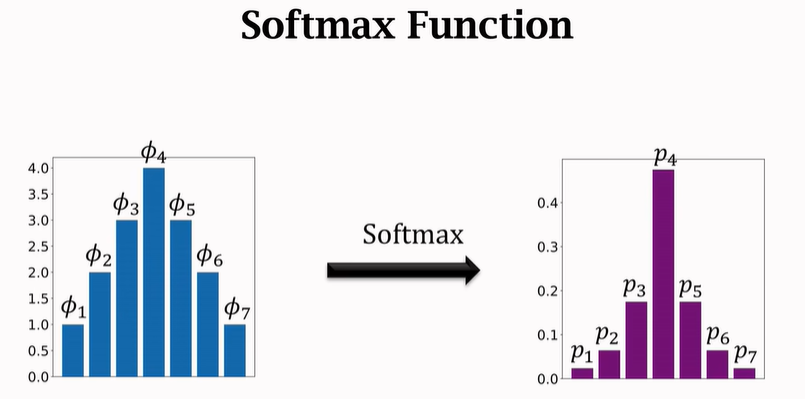 Softmax Function
ϕ₄
4.0
3.5
ϕ₃ ϕ₅
3.0
2.5
ϕ₂ ϕ₆
2.0
1.5
ϕ₁ ϕ₇
1.0
0.5
0.0
Softmax
p₄
0.4
0.3
p₃ p₅
0.2
p₂ p₆
0.1
p₁ p₇
0.0